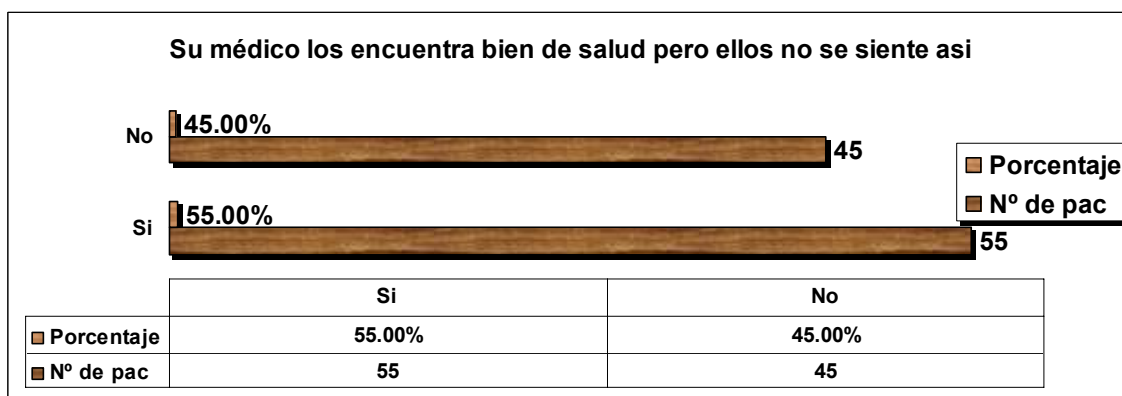 Su médico los encuentra bien de salud pero ellos no se siente asi
No
45.00%
45
Si
55.00%
55
Porcentaje
Nº de pac
Si No
Porcentaje 55.00% 45.00%
Nº de pac 55 45